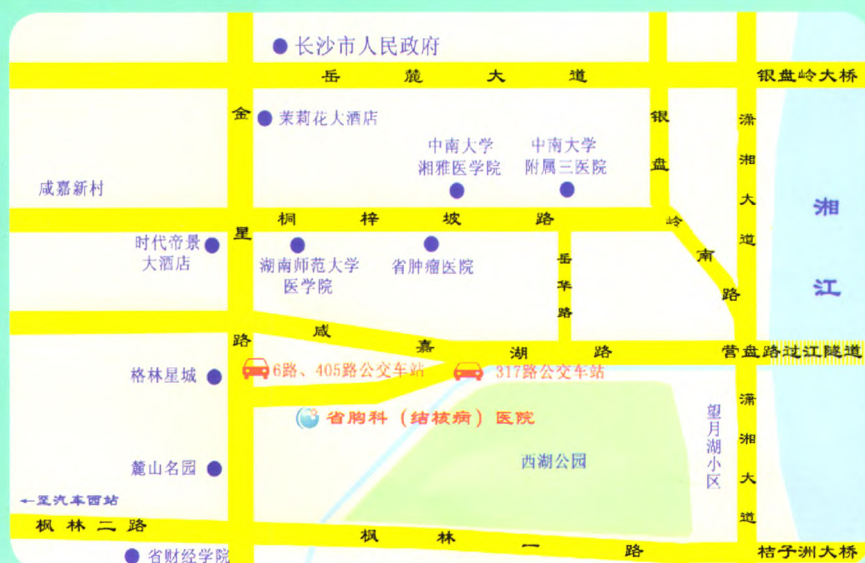 长沙市人民政府
岳麓大道
银盘岭大桥
金星路
茉莉花大酒店
中南大学
湘雅医学院
中南大学
附属三医院
银盘岭南路
潇湘大道
咸嘉新村
湘江
桐梓坡路
时代帝景
大酒店
湖南师范大学
医学院
省肿瘤医院
岳华路
咸嘉湖路
营盘路过江隧道
6路、405路公交车站
317路公交车站
格林星城
省胸科（结核病）医院
望月湖小区
潇湘大道
西湖公园
麓山名园
←至汽车西站
枫林二路
枫林一路
桔子洲大桥
省财经学院